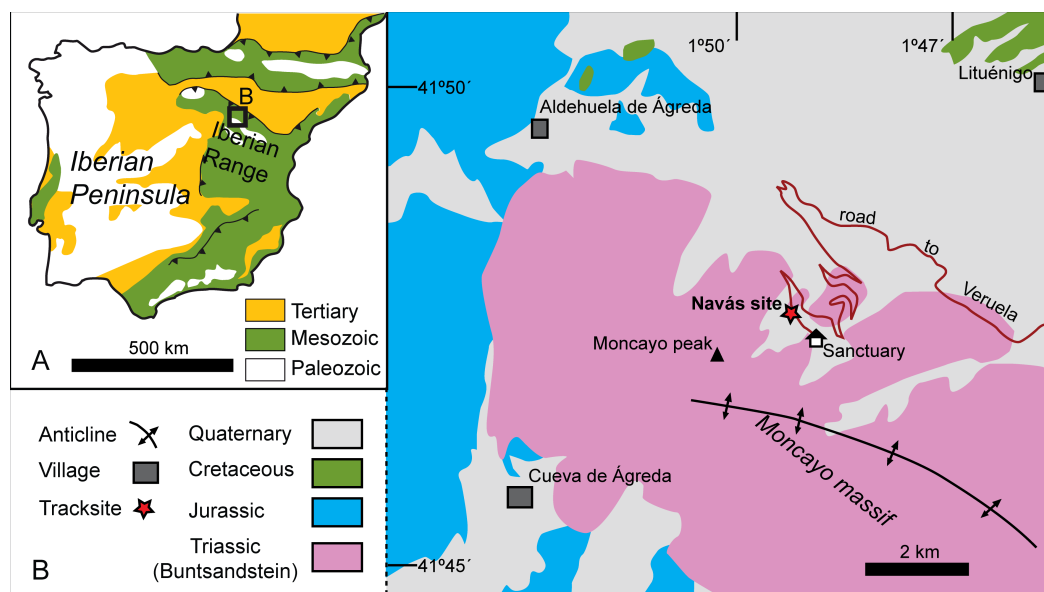 B
Iberian
Range
Iberian
Peninsula
Tertiary
Mesozoic
Paleozoic
500 km
A
Anticline
Village
Tracksite
Quaternary
Cretaceous
Jurassic
Triassic
(Buntsandstein)
B
1º50´
1º47´
41º50´
Lituénigo
Aldehuela de Ágreda
road
to
Veruela
Navás site
Moncayo peak
Sanctuary
Moncayo massif
Cueva de Ágreda
41º45´
2 km